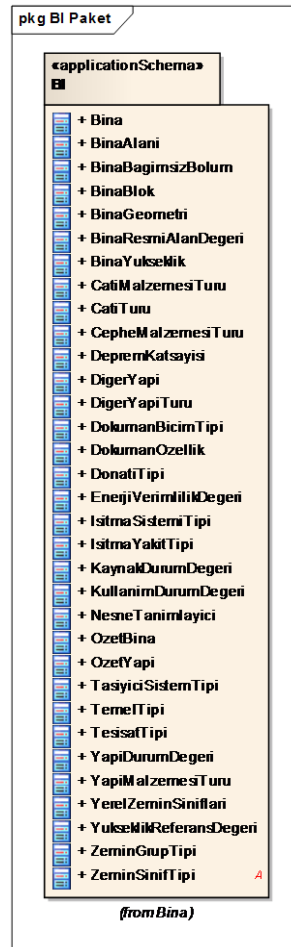 pkg BI Paket
«applicationSchema»
BI
+ Bina
+ BinaAlani
+ BinaBagimsizBolum
+ BinaBlok
+ BinaGeometri
+ BinaResmiAlanDegeri
+ BinaYukseklik
+ CatiMalzemesiTuru
+ CatiTuru
+ CepheMalzemesiTuru
+ DepremKatsayisi
+ DigerYapi
+ DigerYapiTuru
+ DokumanBicimTipi
+ DokumanOzellik
+ DonatiTipi
+ EnerjiVerimlilikDegeri
+ IsitmaSistemiTipi
+ IsitmaYakitTipi
+ KaynakDurumDegeri
+ KullanimDurumDegeri
+ NesneTanimlayici
+ OzetBina
+ OzetYapi
+ TasiyiciSistemTipi
+ TemelTipi
+ TesisatTipi
+ YapiDurumDegeri
+ YapiMalzemesiTuru
+ YerelZeminSiniflari
+ YukseklikReferansDegeri
+ ZeminGrupTipi
+ ZeminSinifTipi A
(from Bina)